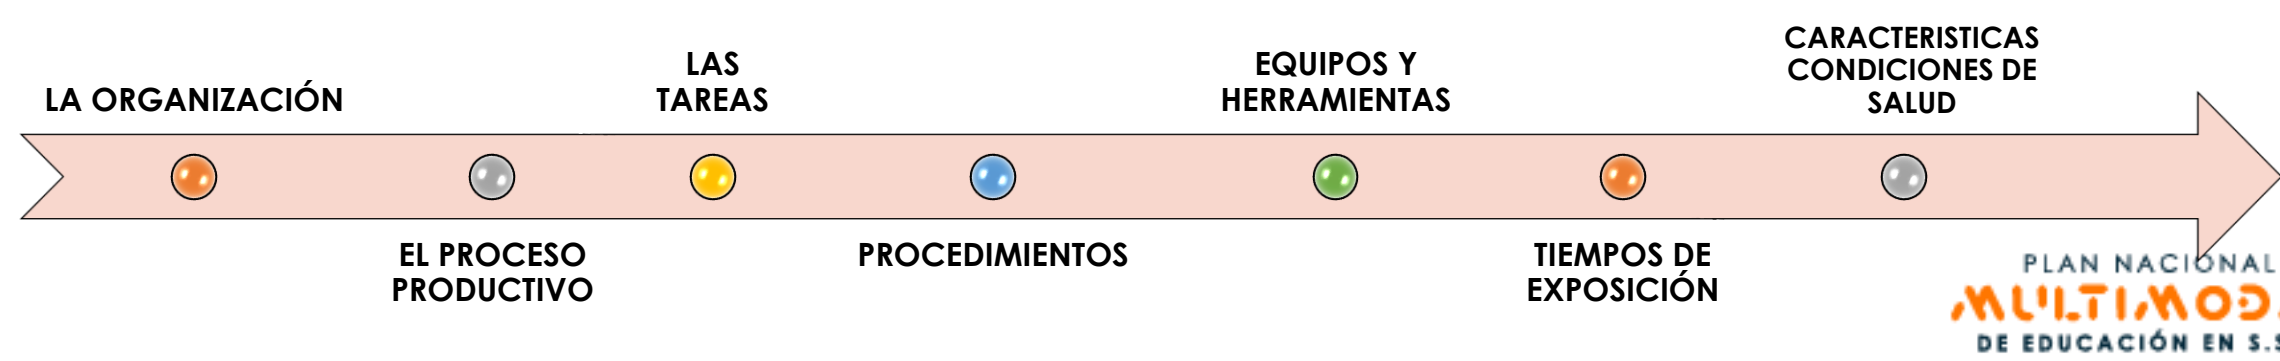 LA ORGANIZACIÓN
EL PROCESO
PRODUCTIVO
LAS
TAREAS
PROCEDIMIENTOS
EQUIPOS Y
HERRAMIENTAS
TIEMPOS DE
EXPOSICIÓN
CARACTERISTICAS
CONDICIONES DE
SALUD
PLAN NACIONAL
MULTIMOD
DE EDUCACIÓN EN S.S